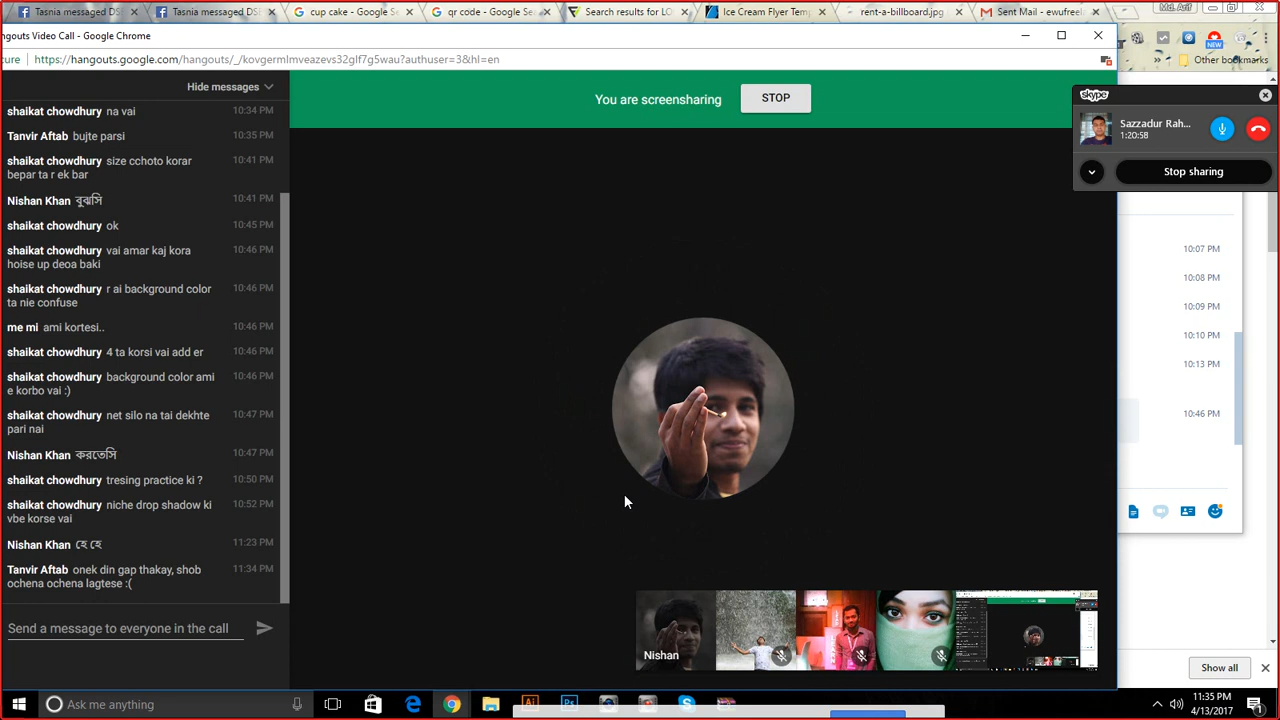 Tasnia messaged DS
Tasnia messaged DS
cup cake - Google Se
qr code - Google Se
Search results for LO
Ice Cream Flyer Temp
rent-a-billboard.jpg
Sent Mail - ewufreel
Md. Arif
ngouts Video Call - Google Chrome
cure
https://hangouts.google.com/hangouts/_/kovgermlmveazevs32glf7g5wau?authuser=3&hl=en
NEW
Other bookmarks
Hide messages
You are screensharing
STOP
skype
Sazzadur Rah...
1:20:58
Stop sharing
shaikat chowdhury na vai 10:34 PM
Tanvir Aftab bujte parsi 10:35 PM
shaikat chowdhury size cchoto korar 10:41 PM
bepar ta r ek bar
Nishan Khan বুঝসি 10:41 PM
shaikat chowdhury ok 10:45 PM
shaikat chowdhury vai amar kaj kora 10:46 PM
hoise up deoa baki
shaikat chowdhury r ai background color 10:46 PM
ta nie confuse
me mi ami kortesi.. 10:46 PM
shaikat chowdhury 4 ta korsi vai add er 10:46 PM
shaikat chowdhury background color ami 10:46 PM
e korbo vai :)
shaikat chowdhury net silo na tai dekhte 10:47 PM
pari nai
Nishan Khan করতেসি 10:47 PM
shaikat chowdhury tresing practice ki ? 10:50 PM
shaikat chowdhury niche drop shadow ki 10:52 PM
vbe korse vai
Nishan Khan হে হে 11:23 PM
Tanvir Aftab onek din gap thakay, shob 11:34 PM
ochena ochena lagtese :(
Send a message to everyone in the call
10:07 PM
10:08 PM
10:09 PM
10:10 PM
10:13 PM
10:46 PM
Nishan
Show all
Ask me anything
Ai
Ps
11:35 PM
4/13/2017
1